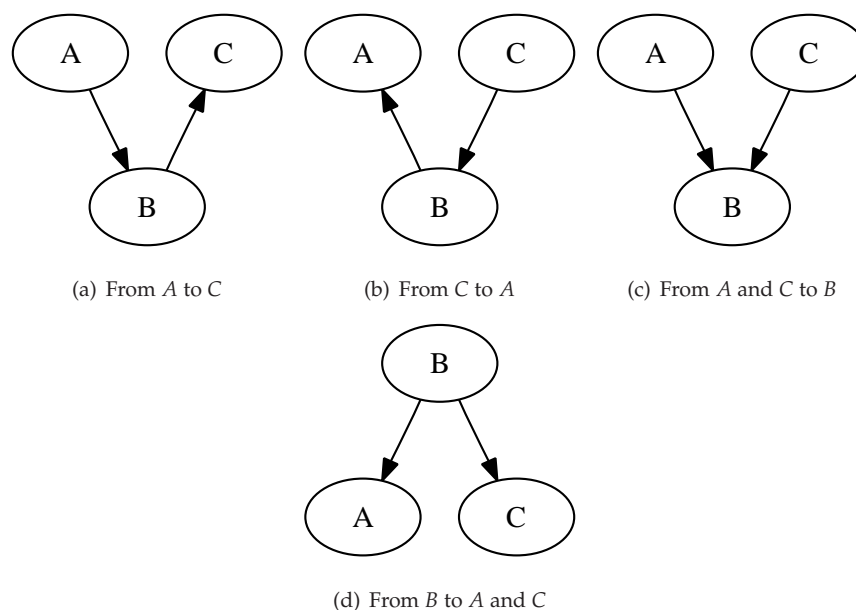 A
C
A
C
A
C
B
B
B
(a) From A to C
(b) From C to A
(c) From A and C to B
B
A
C
(d) From B to A and C